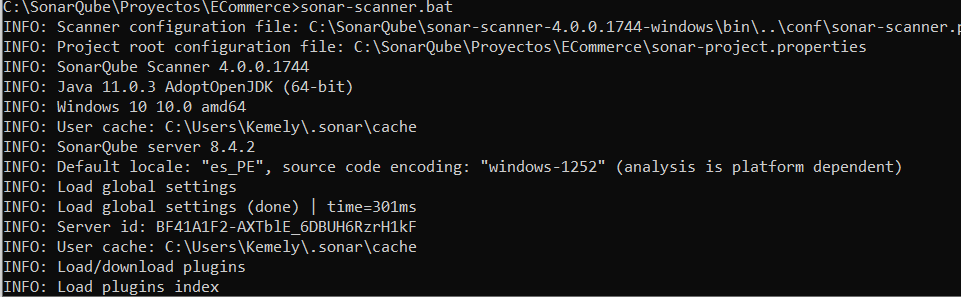 C:\SonarQube\Proyectos\ECommerce>sonar-scanner.bat
INFO: Scanner configuration file: C:\SonarQube\sonar-scanner-4.0.0.1744-windows\bin\..\conf\sonar-scanner.p
INFO: Project root configuration file: C:\SonarQube\Proyectos\ECommerce\sonar-project.properties
INFO: SonarQube Scanner 4.0.0.1744
INFO: Java 11.0.3 AdoptOpenJDK (64-bit)
INFO: Windows 10 10.0 amd64
INFO: User cache: C:\Users\Kemely\.sonar\cache
INFO: SonarQube server 8.4.2
INFO: Default locale: "es_PE", source code encoding: "windows-1252" (analysis is platform dependent)
INFO: Load global settings
INFO: Load global settings (done) | time=301ms
INFO: Server id: BF41A1F2-AXTblE_6DBUH6RzrH1kF
INFO: User cache: C:\Users\Kemely\.sonar\cache
INFO: Load/download plugins
INFO: Load plugins index